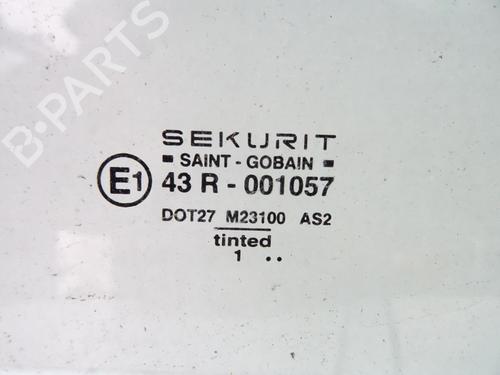 B-PARTS
SEKURIT
▪ SAINT - GOBAIN ▪
E1 43 R - 001057
DOT27 M23100 AS2
tinted
1 ..